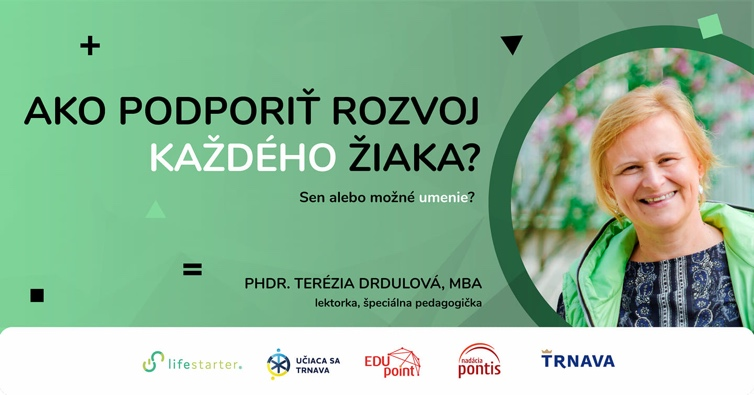 AKO PODPORIŤ ROZVOJ
KAŽDÉHO ŽIAKA?
Sen alebo možné umenie?
PHDR. TERÉZIA DRDULOVÁ, MBA
lektorka, špeciálna pedagogička
lifestarter.
UČIACA SA
TRNAVA
EDU
point
nadácia
pontis
TRNAVA